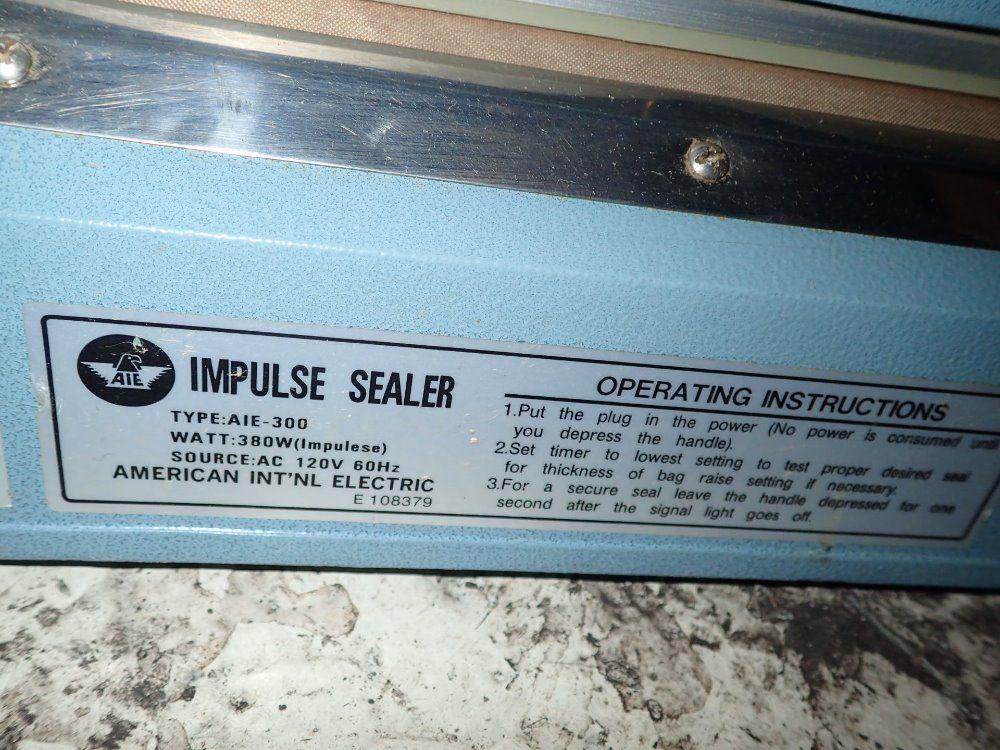 AIE
IMPULSE SEALER
TYPE:AIE-300
WATT:380W(Impulese)
SOURCE:AC 120V 60Hz
AMERICAN INT'NL ELECTRIC
E 108379
OPERATING INSTRUCTIONS
1.Put the plug in the power (No power is consumed until
you depress the handle).
2.Set timer to lowest setting to test proper desired seal
for thickness of bag raise setting if necessary.
3.For a secure seal leave the handle depressed for one
second after the signal light goes off.